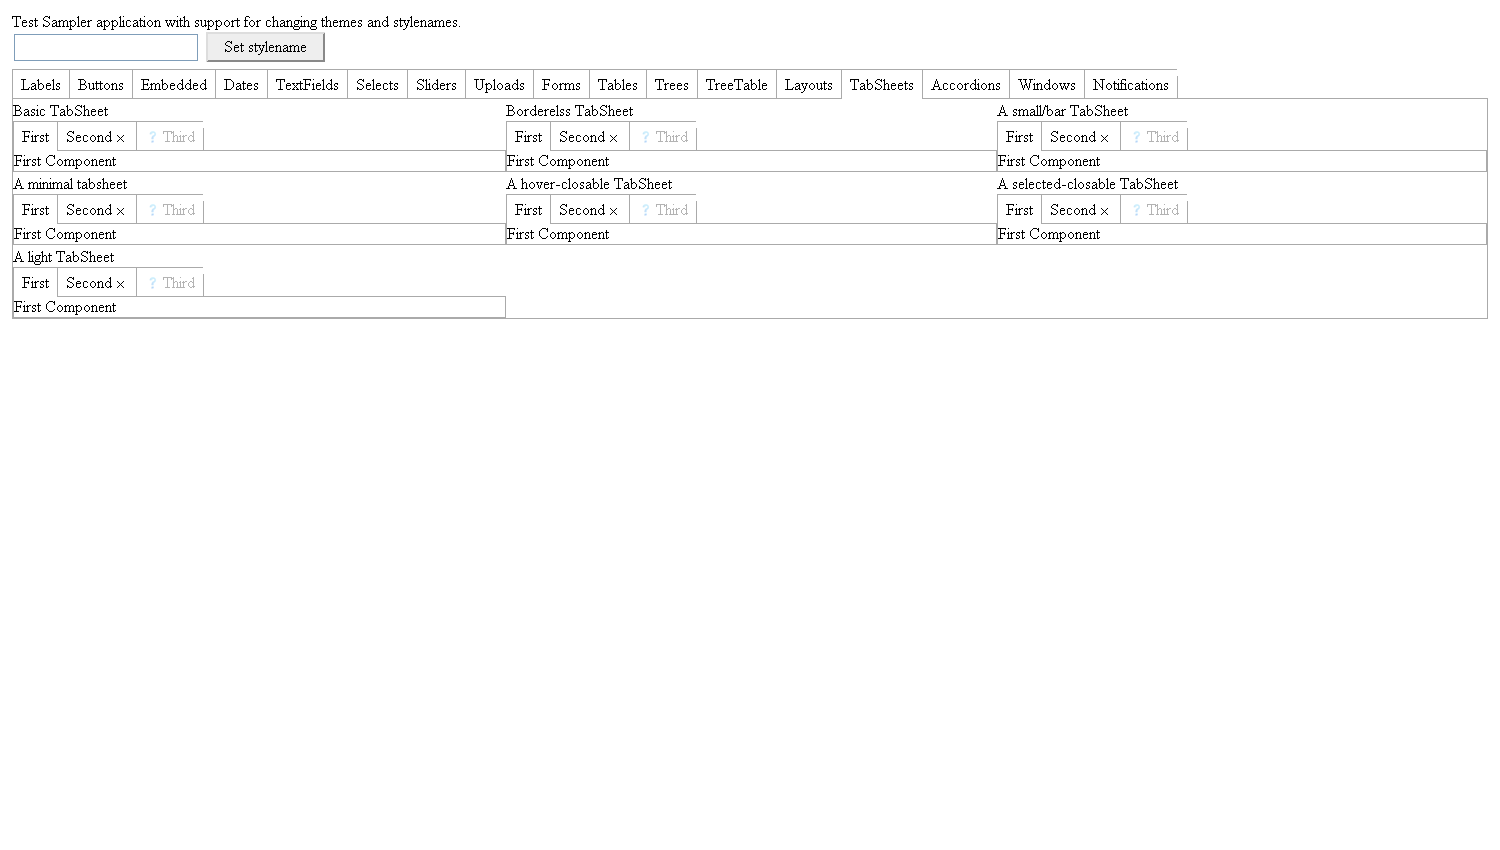 Test Sampler application with support for changing themes and stylenames.
Set stylename
Labels Buttons Embedded Dates TextFields Selects Sliders Uploads Forms Tables Trees TreeTable Layouts TabSheets Accordions Windows Notifications
Basic TabSheet Borderelss TabSheet A small/bar TabSheet
First Second × ? Third First Second × ? Third First Second × ? Third
First Component First Component First Component
A minimal tabsheet A hover-closable TabSheet A selected-closable TabSheet
First Second × ? Third First Second × ? Third First Second × ? Third
First Component First Component First Component
A light TabSheet
First Second × ? Third
First Component